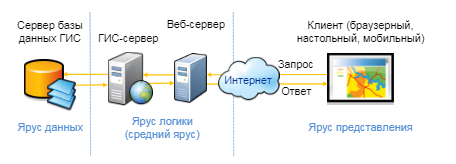 Сервер базы
данных ГИС
ГИС-сервер
Веб-сервер
Клиент (браузерный,
настольный, мобильный)
Интернет
Запрос
Ответ
Ярус данных
Ярус логики
(средний ярус)
Ярус представления